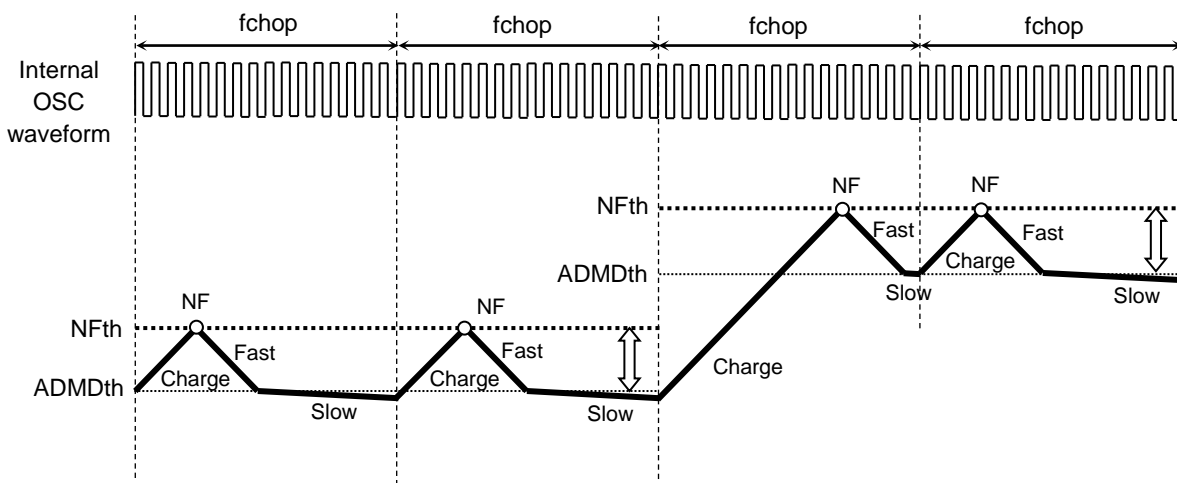 fchop fchop fchop fchop
Internal
OSC
waveform
NF NF
NFth
Fast Fast
ADMDth
Charge
Slow Slow
NF NF
NFth
Fast Fast
Charge
ADMDth
Charge Charge
Slow Slow